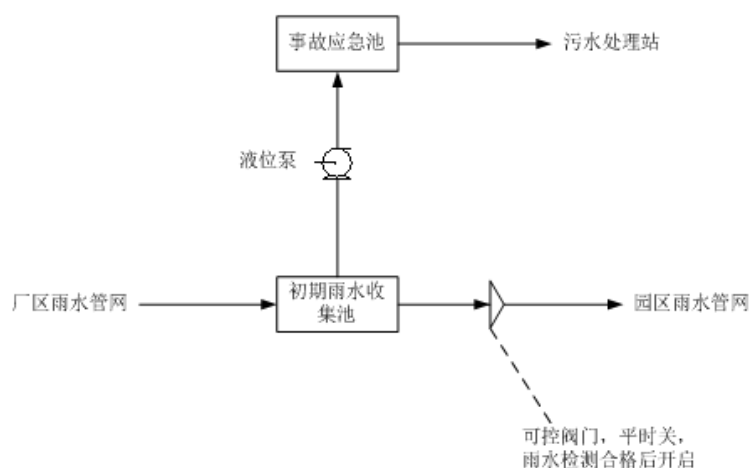 事故应急池
污水处理站
液位泵
厂区雨水管网
初期雨水收
集池
园区雨水管网
可控阀门，平时关，
雨水检测合格后开启